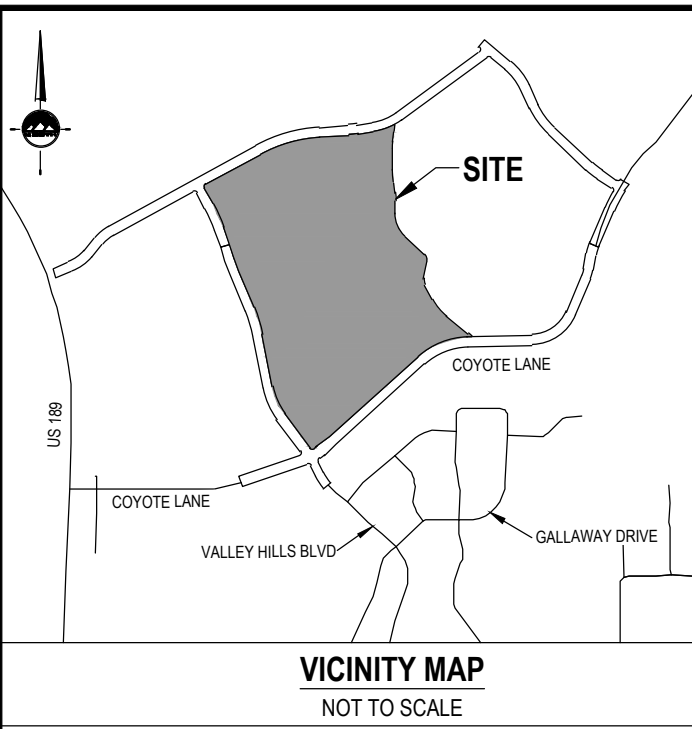 SITE
COYOTE LANE
US 189
COYOTE LANE
VALLEY HILLS BLVD
GALLAWAY DRIVE
VICINITY MAP
NOT TO SCALE